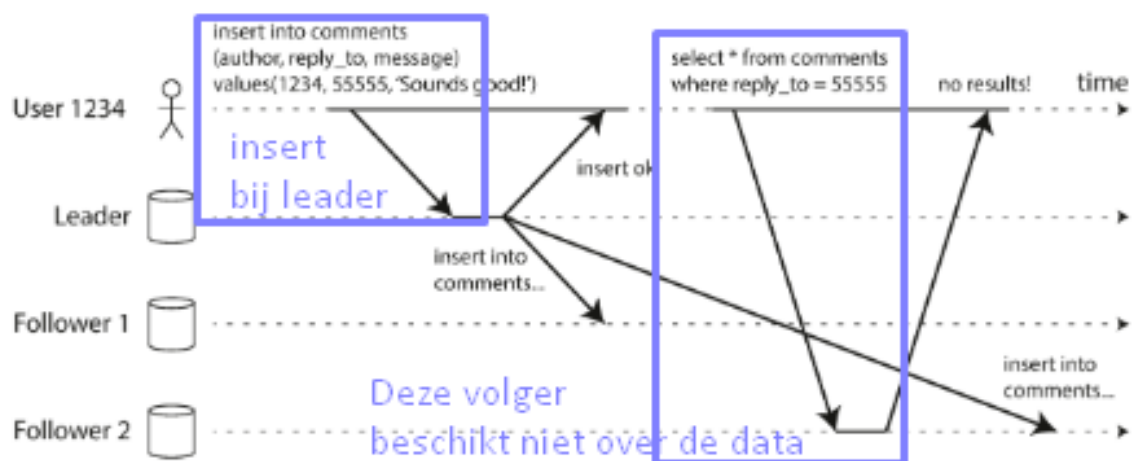 insert into comments
(author, reply_to, message)
values(1234, 55555, ‘Sounds good!’)
select * from comments
where reply_to = 55555
no results!
time
User 1234
insert
bij leader
insert ok
Leader
insert into
comments...
Follower 1
insert into
comments...
Deze volger
beschikt niet over de data
Follower 2